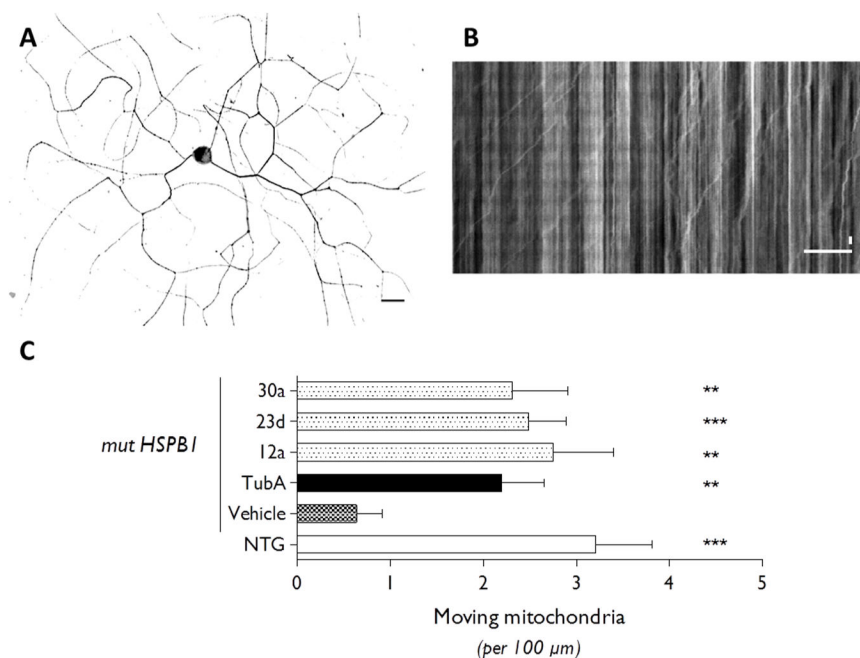 A
B
C
mut HSPB1
30a **
23d ***
12a **
TubA **
Vehicle
NTG ***
0 1 2 3 4 5
Moving mitochondria
(per 100 µm)